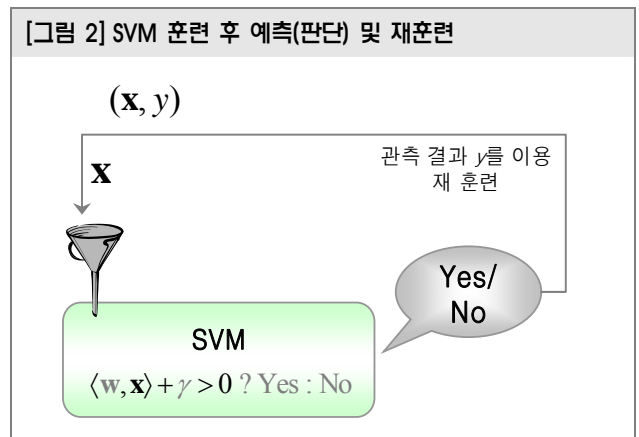 [그림 2] SVM 훈련 후 예측(판단) 및 재훈련
(x, y)
관측 결과 y를 이용
재 훈련
x
Yes/
No
SVM
⟨w,x⟩+γ>0 ? Yes : No